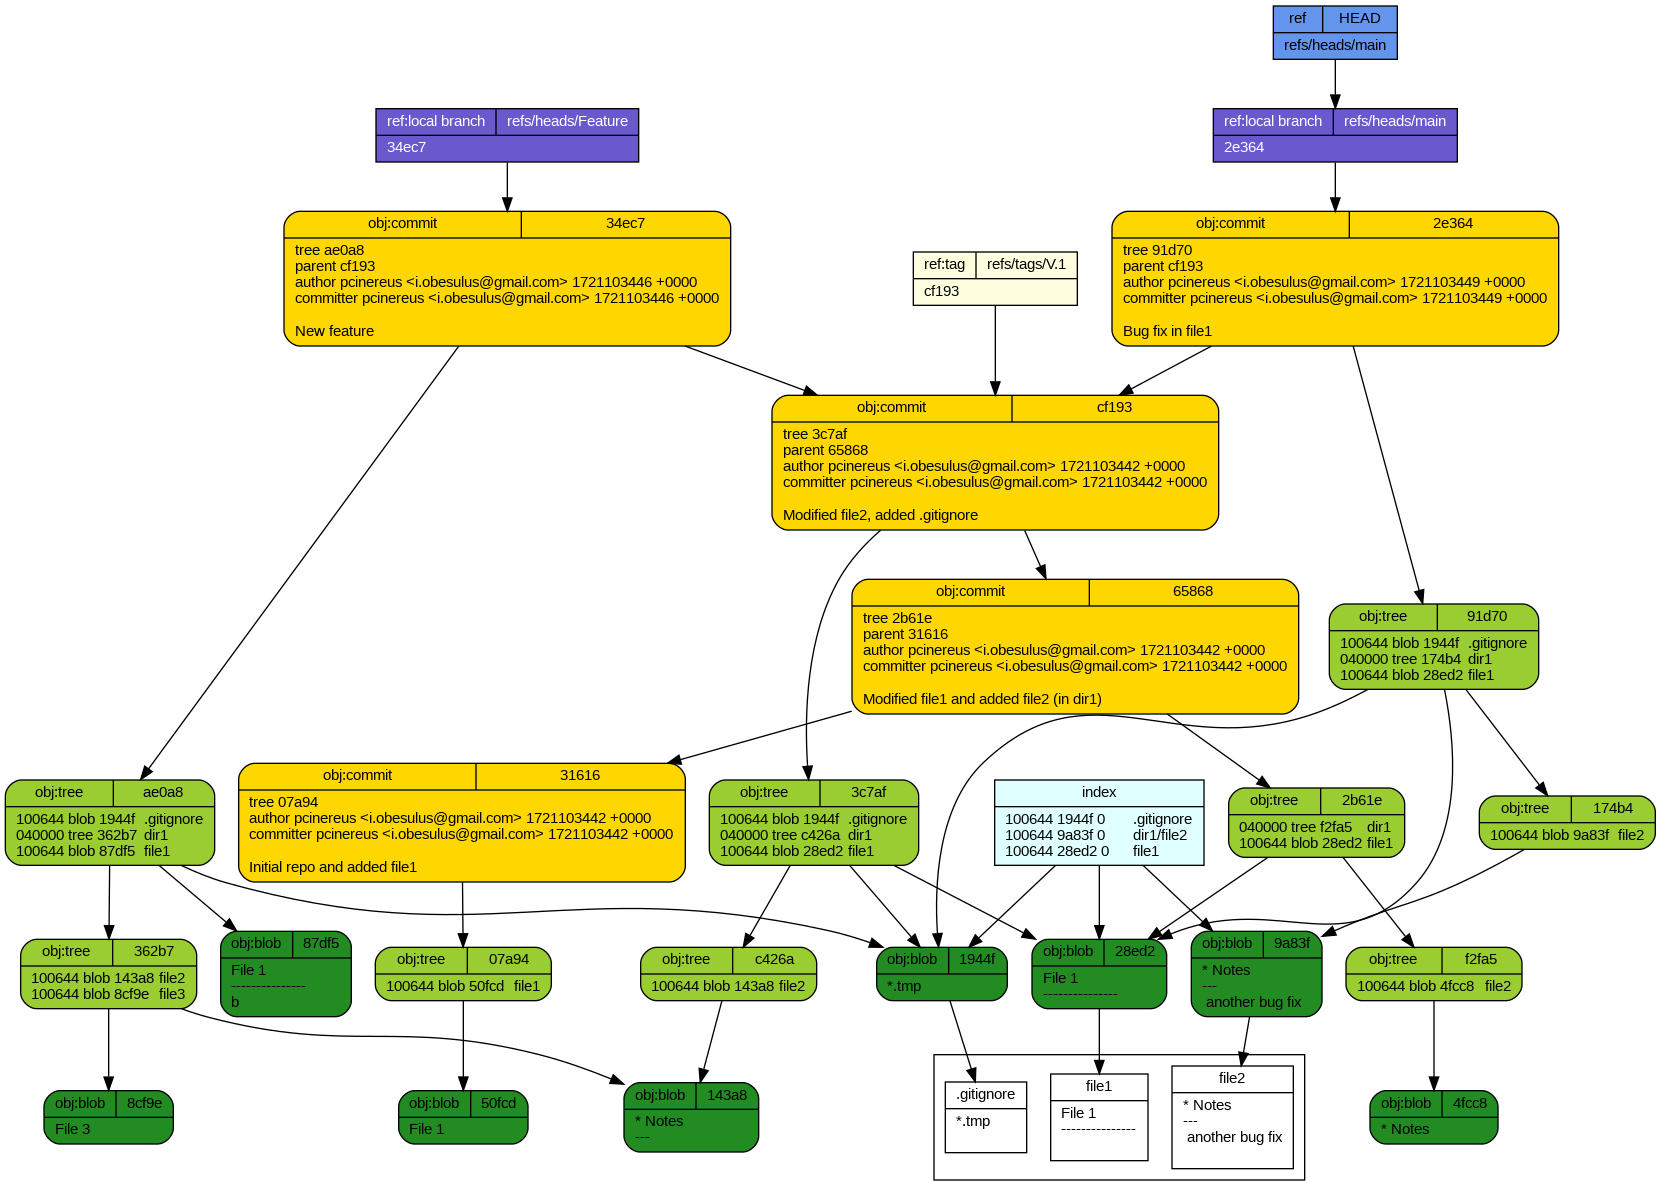 ref HEAD
refs/heads/main
ref:local branch refs/heads/Feature
34ec7
ref:local branch refs/heads/main
2e364
obj:commit 34ec7
tree ae0a8
parent cf193
author pcinereus <i.obesulus@gmail.com> 1721103446 +0000
committer pcinereus <i.obesulus@gmail.com> 1721103446 +0000
New feature
ref:tag refs/tags/V.1
cf193
obj:commit 2e364
tree 91d70
parent cf193
author pcinereus <i.obesulus@gmail.com> 1721103449 +0000
committer pcinereus <i.obesulus@gmail.com> 1721103449 +0000
Bug fix in file1
obj:commit cf193
tree 3c7af
parent 65868
author pcinereus <i.obesulus@gmail.com> 1721103442 +0000
committer pcinereus <i.obesulus@gmail.com> 1721103442 +0000
Modified file2, added .gitignore
obj:commit 65868
tree 2b61e
parent 31616
author pcinereus <i.obesulus@gmail.com> 1721103442 +0000
committer pcinereus <i.obesulus@gmail.com> 1721103442 +0000
Modified file1 and added file2 (in dir1)
obj:tree 91d70
100644 blob 1944f .gitignore
040000 tree 174b4 dir1
100644 blob 28ed2 file1
obj:tree ae0a8
100644 blob 1944f .gitignore
040000 tree 362b7 dir1
100644 blob 87df5 file1
obj:commit 31616
tree 07a94
author pcinereus <i.obesulus@gmail.com> 1721103442 +0000
committer pcinereus <i.obesulus@gmail.com> 1721103442 +0000
Initial repo and added file1
obj:tree 3c7af
100644 blob 1944f .gitignore
040000 tree c426a dir1
100644 blob 28ed2 file1
index
100644 1944f 0 .gitignore
100644 9a83f 0 dir1/file2
100644 28ed2 0 file1
obj:tree 2b61e
040000 tree f2fa5 dir1
100644 blob 28ed2 file1
obj:tree 174b4
100644 blob 9a83f file2
obj:tree 362b7
100644 blob 143a8 file2
100644 blob 8cf9e file3
obj:blob 87df5
File 1
---------------
b
obj:tree 07a94
100644 blob 50fcd file1
obj:tree c426a
100644 blob 143a8 file2
obj:blob 1944f
*.tmp
obj:blob 28ed2
File 1
---------------
obj:blob 9a83f
* Notes
---
another bug fix
obj:tree f2fa5
100644 blob 4fcc8 file2
obj:blob 8cf9e
File 3
obj:blob 50fcd
File 1
obj:blob 143a8
* Notes
---
.gitignore
*.tmp
file1
File 1
---------------
file2
* Notes
---
another bug fix
obj:blob 4fcc8
* Notes